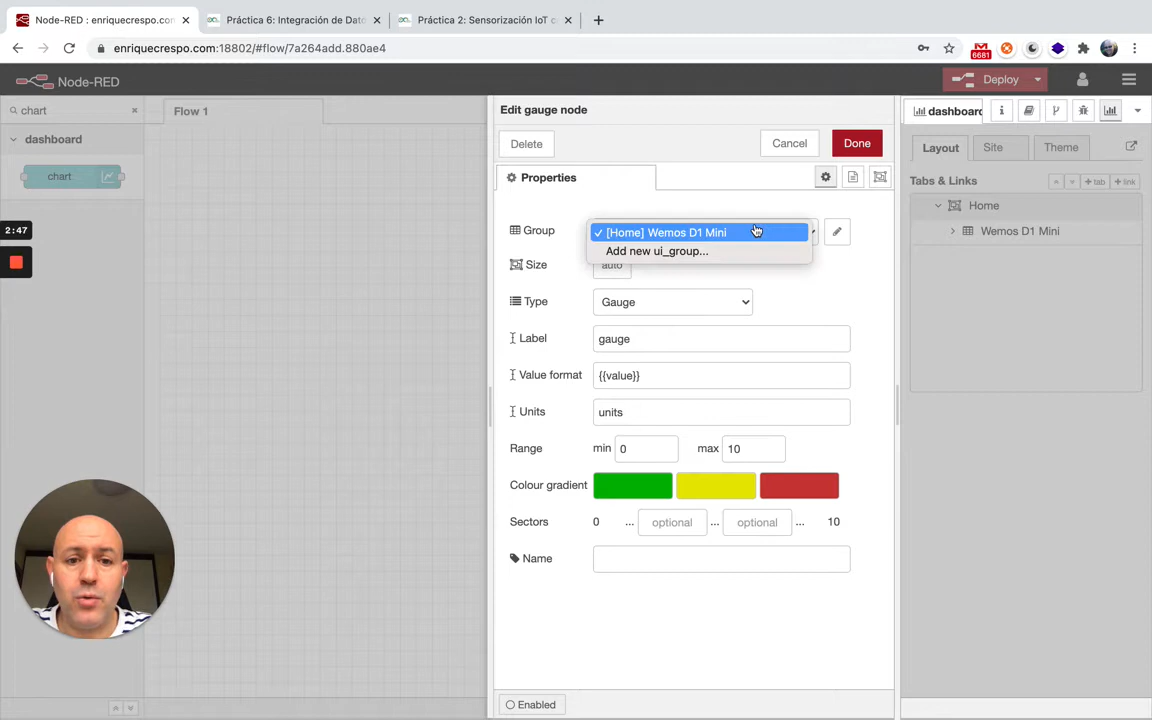 Node-RED : enriquecrespo.com
Práctica 6: Integración de Dato
Práctica 2: Sensorización IoT c
enriquecrespo.com:18802/#flow/7a264add.880ae4
6681
Node-RED
Deploy
chart
Flow 1
dashboard
chart
2:47
Edit gauge node
Delete
Cancel
Done
Properties
Group
[Home] Wemos D1 Mini
Add new ui_group...
Size
auto
Type
Gauge
Label
gauge
Value format
{{value}}
Units
units
Range
min
0
max
10
Colour gradient
Sectors
0
...
optional
...
optional
...
10
Name
Enabled
dashboard
i
Layout
Site
Theme
Tabs & Links
+tab
+link
Home
Wemos D1 Mini